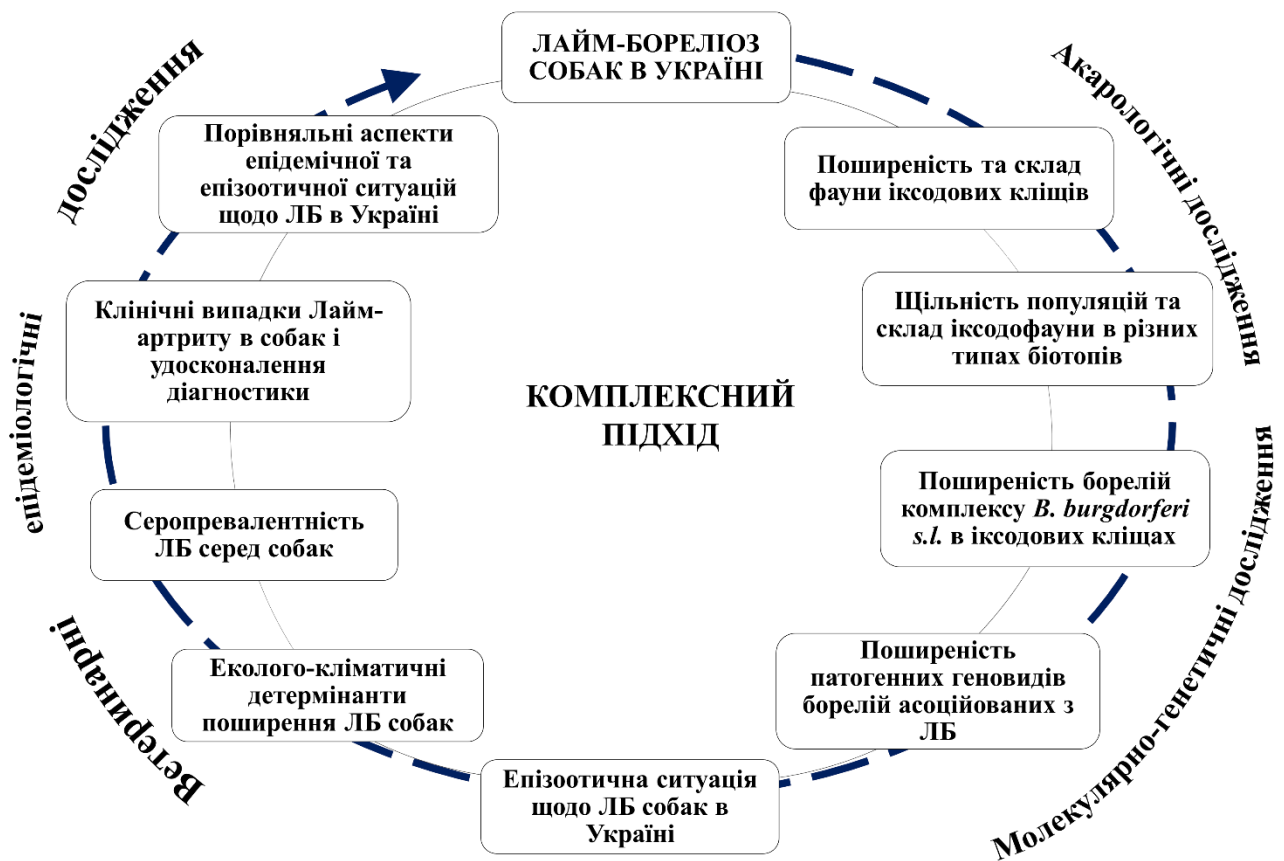 ЛАЙМ-БОРЕЛІОЗ
СОБАК В УКРАЇНІ
Акарологічні дослідження
Поширеність та склад
фауни іксодових кліщів
Щільність популяцій та
склад іксодофауни в різних
типах біотопів
Молекулярно-генетичні дослідження
Поширеність борелій
комплексу B. burgdorferi
s.l. в іксодових кліщах
Поширеність
патогенних геновидів
борелій асоційованих з
ЛБ
Епізоотична ситуація
щодо ЛБ собак в
Україні
Ветеринарні
епідеміологічні
дослідження
Еколого-кліматичні
детермінанти
поширення ЛБ собак
Серопревалентність
ЛБ серед собак
Клінічні випадки Лайм-
артриту в собак і
удосконалення
діагностики
Порівняльні аспекти
епідемічної та
епізоотичної ситуацій
щодо ЛБ в Україні
КОМПЛЕКСНИЙ
ПІДХІД